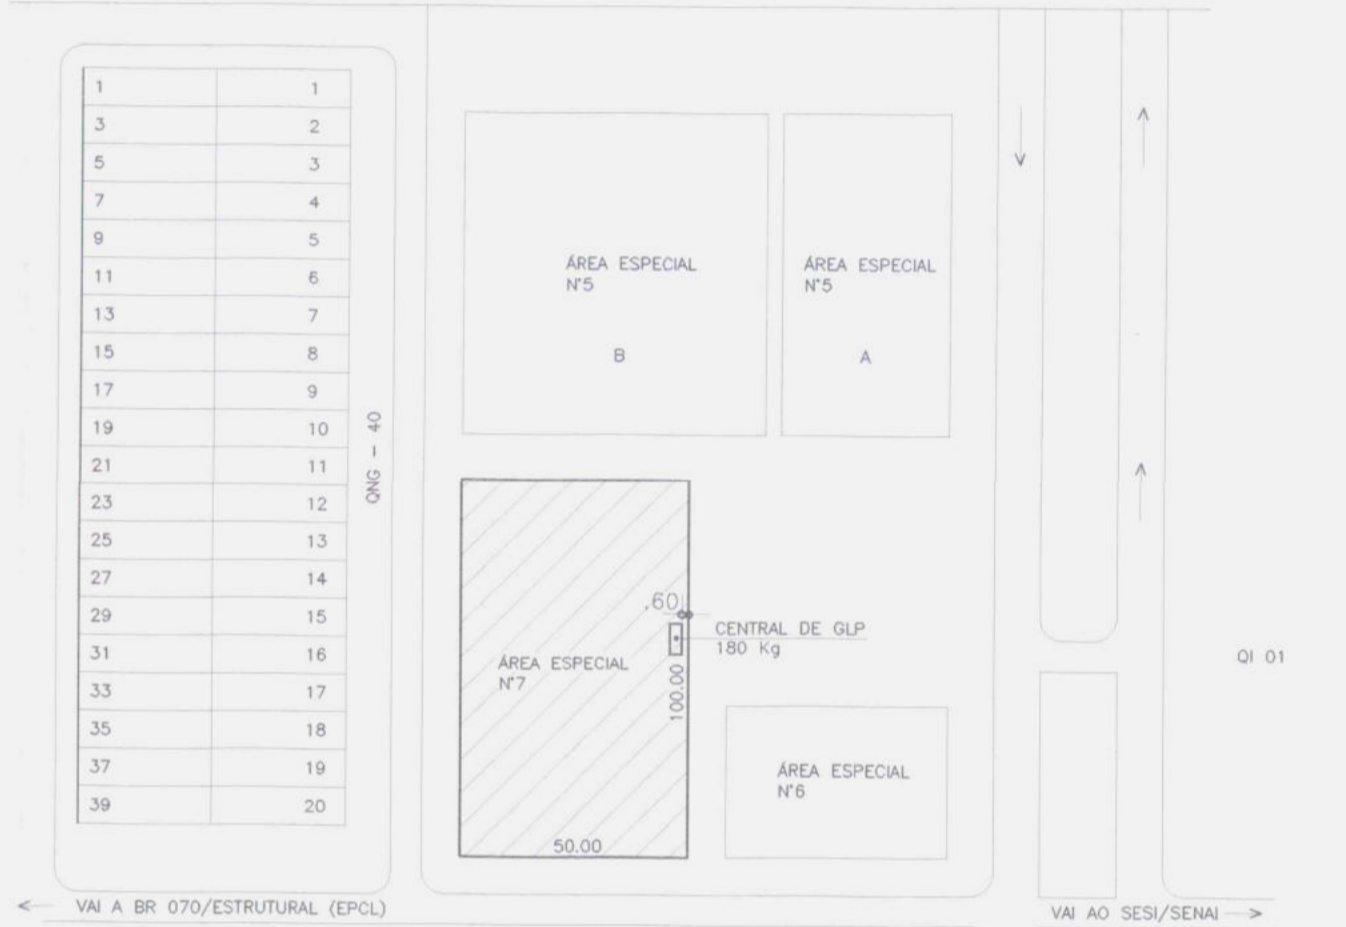 1 1
3 2
5 3
7 4
9 5
11 6
13 7
15 8
17 9
19 10
21 11
23 12
25 13
27 14
29 15
31 16
33 17
35 18
37 19
39 20
QNG - 40
ÁREA ESPECIAL
N°5
B
ÁREA ESPECIAL
N°5
A
.60
CENTRAL DE GLP
180 Kg
ÁREA ESPECIAL
N°7
100.00
50.00
ÁREA ESPECIAL
N°6
QI 01
VAI A BR 070/ESTRUTURAL (EPCL)
VAI AO SESI/SENAI